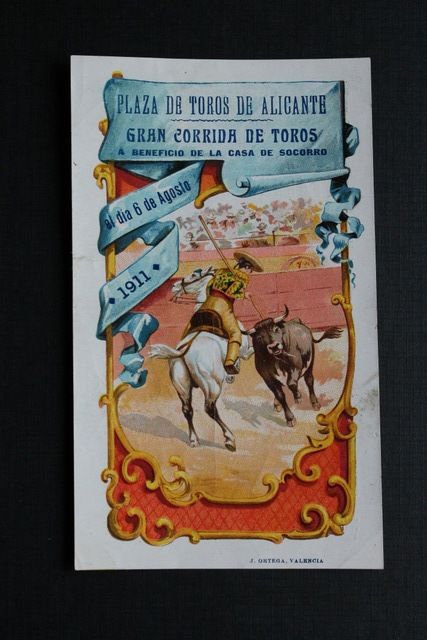 PLAZA DE TOROS DE ALICANTE
GRAN CORRIDA DE TOROS
A BENEFICIO DE LA CASA DE SOCORRO
el día 6 de Agosto
1911
J. ORTEGA, VALENCIA